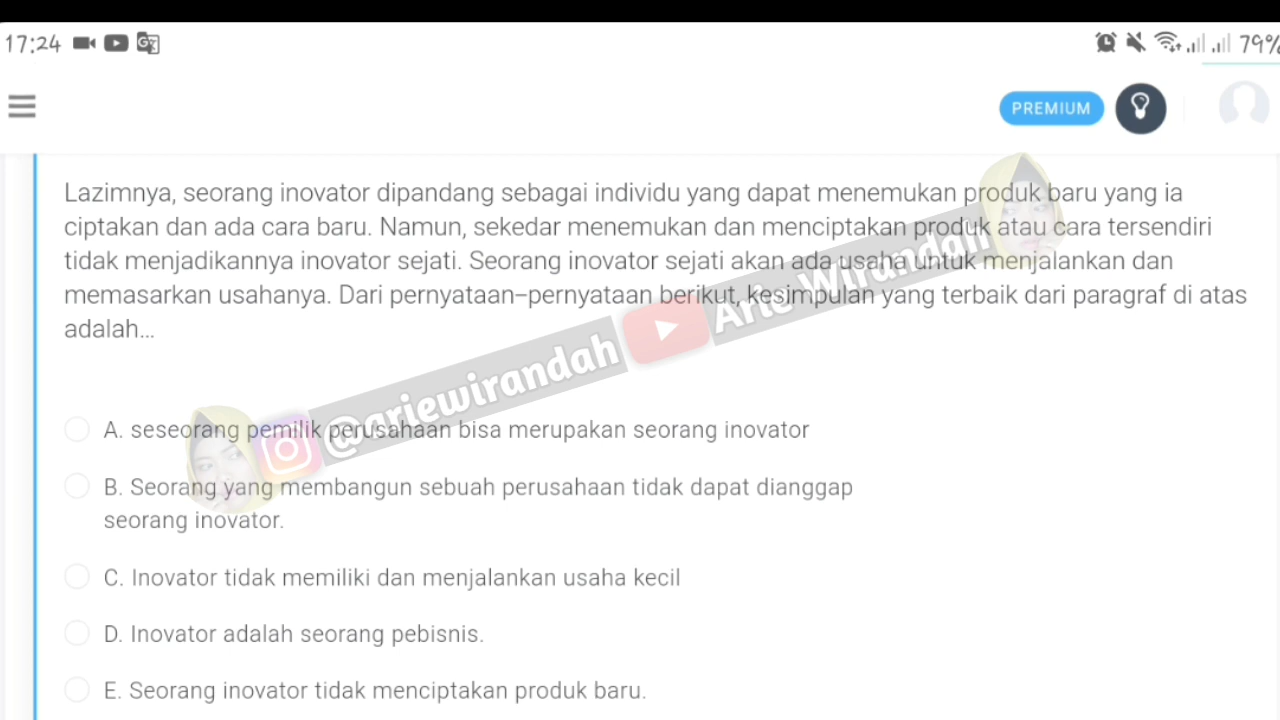 17:24
79%
PREMIUM
Lazimnya, seorang inovator dipandang sebagai individu yang dapat menemukan produk baru yang ia
ciptakan dan ada cara baru. Namun, sekedar menemukan dan menciptakan produk atau cara tersendiri
tidak menjadikannya inovator sejati. Seorang inovator sejati akan ada usaha untuk menjalankan dan
memasarkan usahanya. Dari pernyataan–pernyataan berikut, kesimpulan yang terbaik dari paragraf di atas
adalah...
Arie Wirandah
@ariewirandah
A. seseorang pemilik perusahaan bisa merupakan seorang inovator
B. Seorang yang membangun sebuah perusahaan tidak dapat dianggap
seorang inovator.
C. Inovator tidak memiliki dan menjalankan usaha kecil
D. Inovator adalah seorang pebisnis.
E. Seorang inovator tidak menciptakan produk baru.